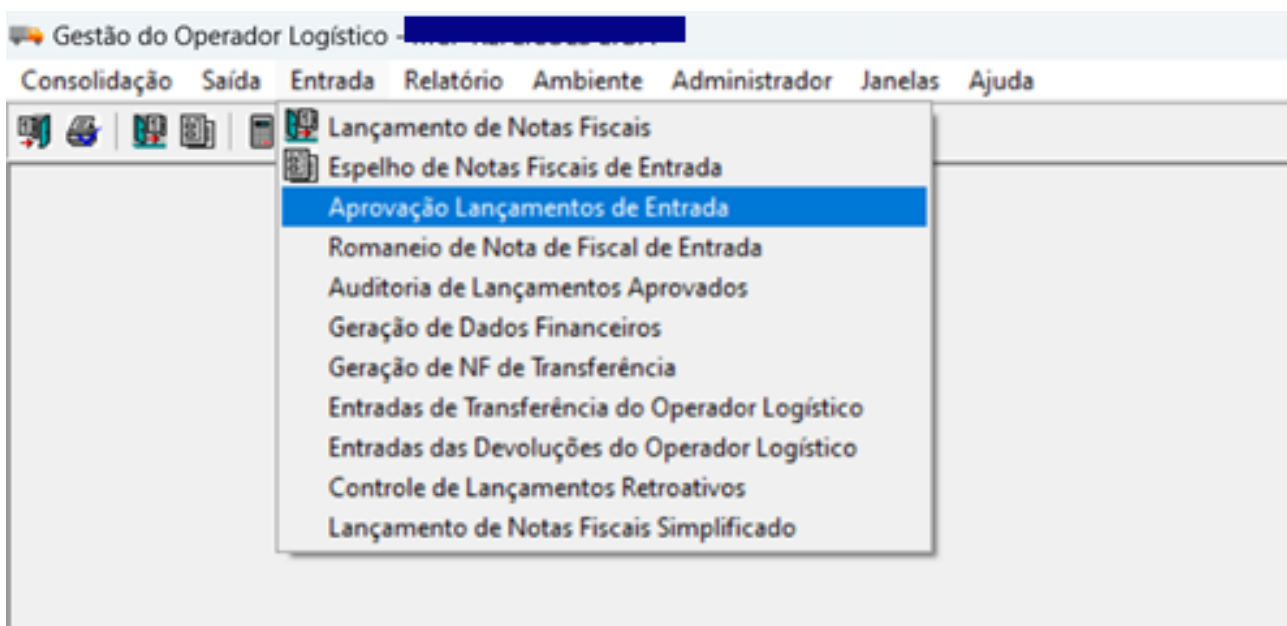 Gestão do Operador Logístico -
Consolidação Saída Entrada Relatório Ambiente Administrador Janelas Ajuda
Lançamento de Notas Fiscais
Espelho de Notas Fiscais de Entrada
Aprovação Lançamentos de Entrada
Romaneio de Nota de Fiscal de Entrada
Auditoria de Lançamentos Aprovados
Geração de Dados Financeiros
Geração de NF de Transferência
Entradas de Transferência do Operador Logístico
Entradas das Devoluções do Operador Logístico
Controle de Lançamentos Retroativos
Lançamento de Notas Fiscais Simplificado